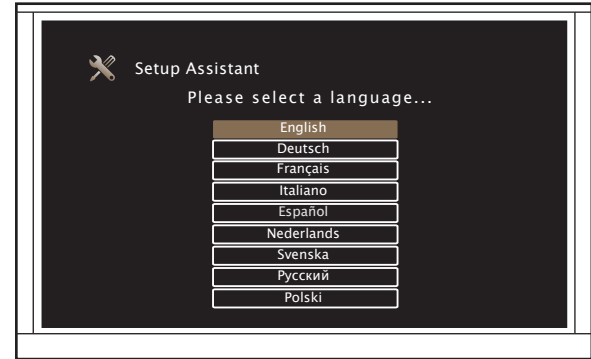 Setup Assistant
Please select a language...
English
Deutsch
Français
Italiano
Español
Nederlands
Svenska
Русский
Polski